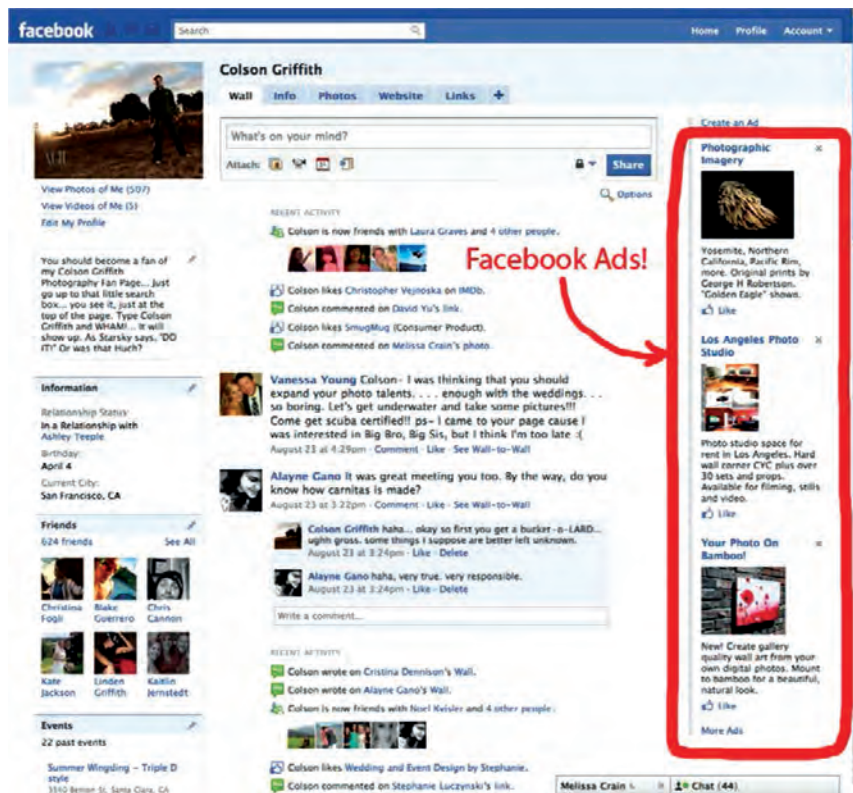 facebook
Search
Home Profile Account
Colson Griffith
Wall Info Photos Website Links +
What's on your mind?
Attach:
Share
Options
View Photos of Me (507)
View Videos of Me (5)
Edit My Profile
You should become a fan of
my Colson Griffith
Photography Fan Page... Just
go up to that little search
box... you see it, just at the
top of the page. Type Colson
Griffith and WHAM!... It will
show up. As Starsky says, "DO
IT!" Or was that Huch?
Information
Relationship Status:
In a Relationship with
Ashley Teeple
Birthday:
April 4
Current City:
San Francisco, CA
Friends
624 friends See All
Christina
Fogli
Blake
Guerrero
Chris
Cannon
Kate
Jackson
Linden
Griffith
Kaitlin
Jernstedt
Events
22 past events
Summer Wingding – Triple D
style
Santa Clara, CA
RECENT ACTIVITY
Colson is now friends with Laura Graves and 4 other people.
Colson likes Christopher Vejnoska on IMDb.
Colson commented on David Yu's link.
Colson likes SmugMug (Consumer Product).
Colson commented on Melissa Crain's photo.
Facebook Ads!
Vanessa Young Colson- I was thinking that you should
expand your photo talents. . . . enough with the weddings. . .
so boring. Let's get underwater and take some pictures!!!
Come get scuba certified!! ps- I came to your page cause I
was interested in Big Bro, Big Sis, but I think I'm too late :(
August 23 at 4:29pm · Comment · Like · See Wall-to-Wall
Alayne Gano It was great meeting you too. By the way, do you
know how carnitas is made?
August 23 at 3:22pm · Comment · Like · See Wall-to-Wall
Colson Griffith haha... okay so first you get a bucket-o-LARD...
ughh gross. some things I suppose are better left unknown.
August 23 at 3:24pm · Like · Delete
Alayne Gano haha, very true. very responsible.
August 23 at 3:24pm · Like · Delete
Write a comment...
RECENT ACTIVITY
Colson wrote on Cristina Dennison's Wall.
Colson wrote on Alayne Gano's Wall.
Colson is now friends with Noel Kvisler and 4 other people.
Colson likes Wedding and Event Design by Stephanie.
Colson commented on Stephanie Luczynski's link.
Create an Ad
Photographic
Imagery
Yosemite, Northern
California, Pacific Rim,
more. Original prints by
George H Robertson.
"Golden Eagle" shown.
Like
Los Angeles Photo
Studio
Photo studio space for
rent in Los Angeles. Hard
wall corner CYC plus over
30 sets and props.
Available for filming, stills
and video.
Like
Your Photo On
Bamboo!
New! Create gallery
quality wall art from your
own digital photos. Mount
to bamboo for a beautiful,
natural look.
Like
More Ads
Melissa Crain
Chat (44)